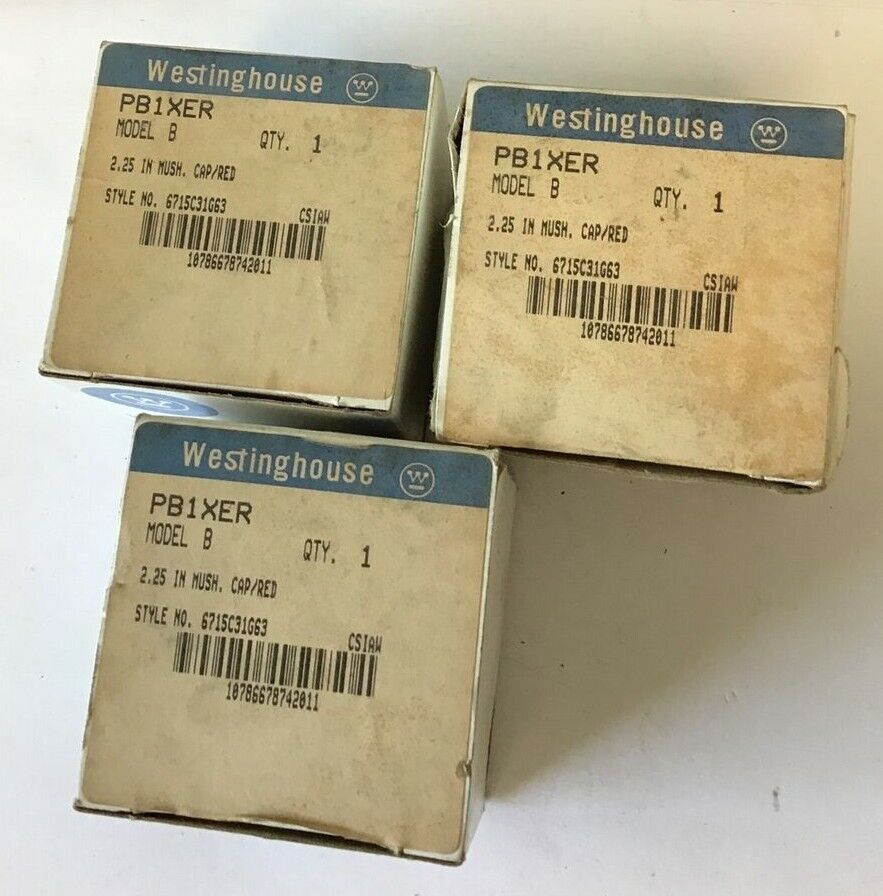 Westinghouse W
PB1XER
MODEL B QTY. 1
2.25 IN MUSH. CAP/RED
STYLE NO. 6715C31G63
CSIAW
10786678742011
Westinghouse W
PB1XER
MODEL B QTY. 1
2.25 IN MUSH. CAP/RED
STYLE NO. 6715C31G63
CSIAW
10786678742011
Westinghouse W
PB1XER
MODEL B QTY. 1
2.25 IN MUSH. CAP/RED
STYLE NO. 6715C31G63
CSIAW
10786678742011